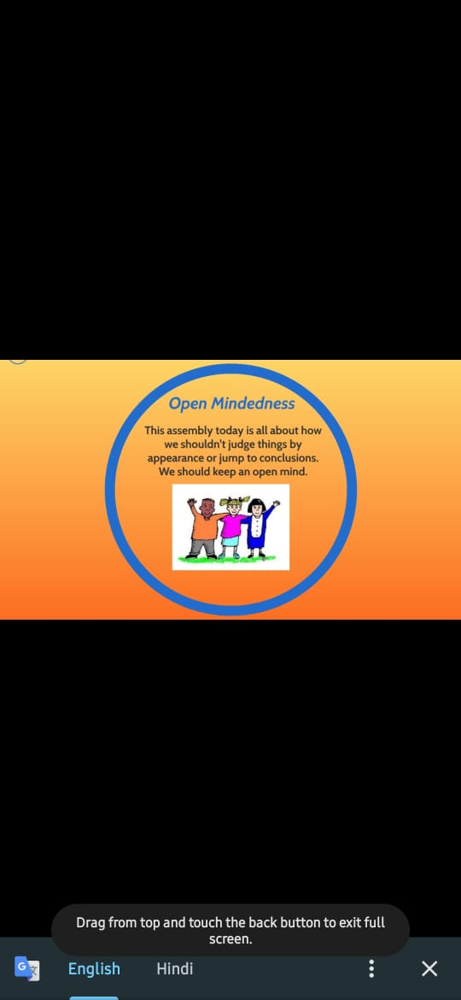 Open Mindedness
This assembly today is all about how
we shouldn't judge things by
appearance or jump to conclusions.
We should keep an open mind.
Drag from top and touch the back button to exit full
screen.
English Hindi